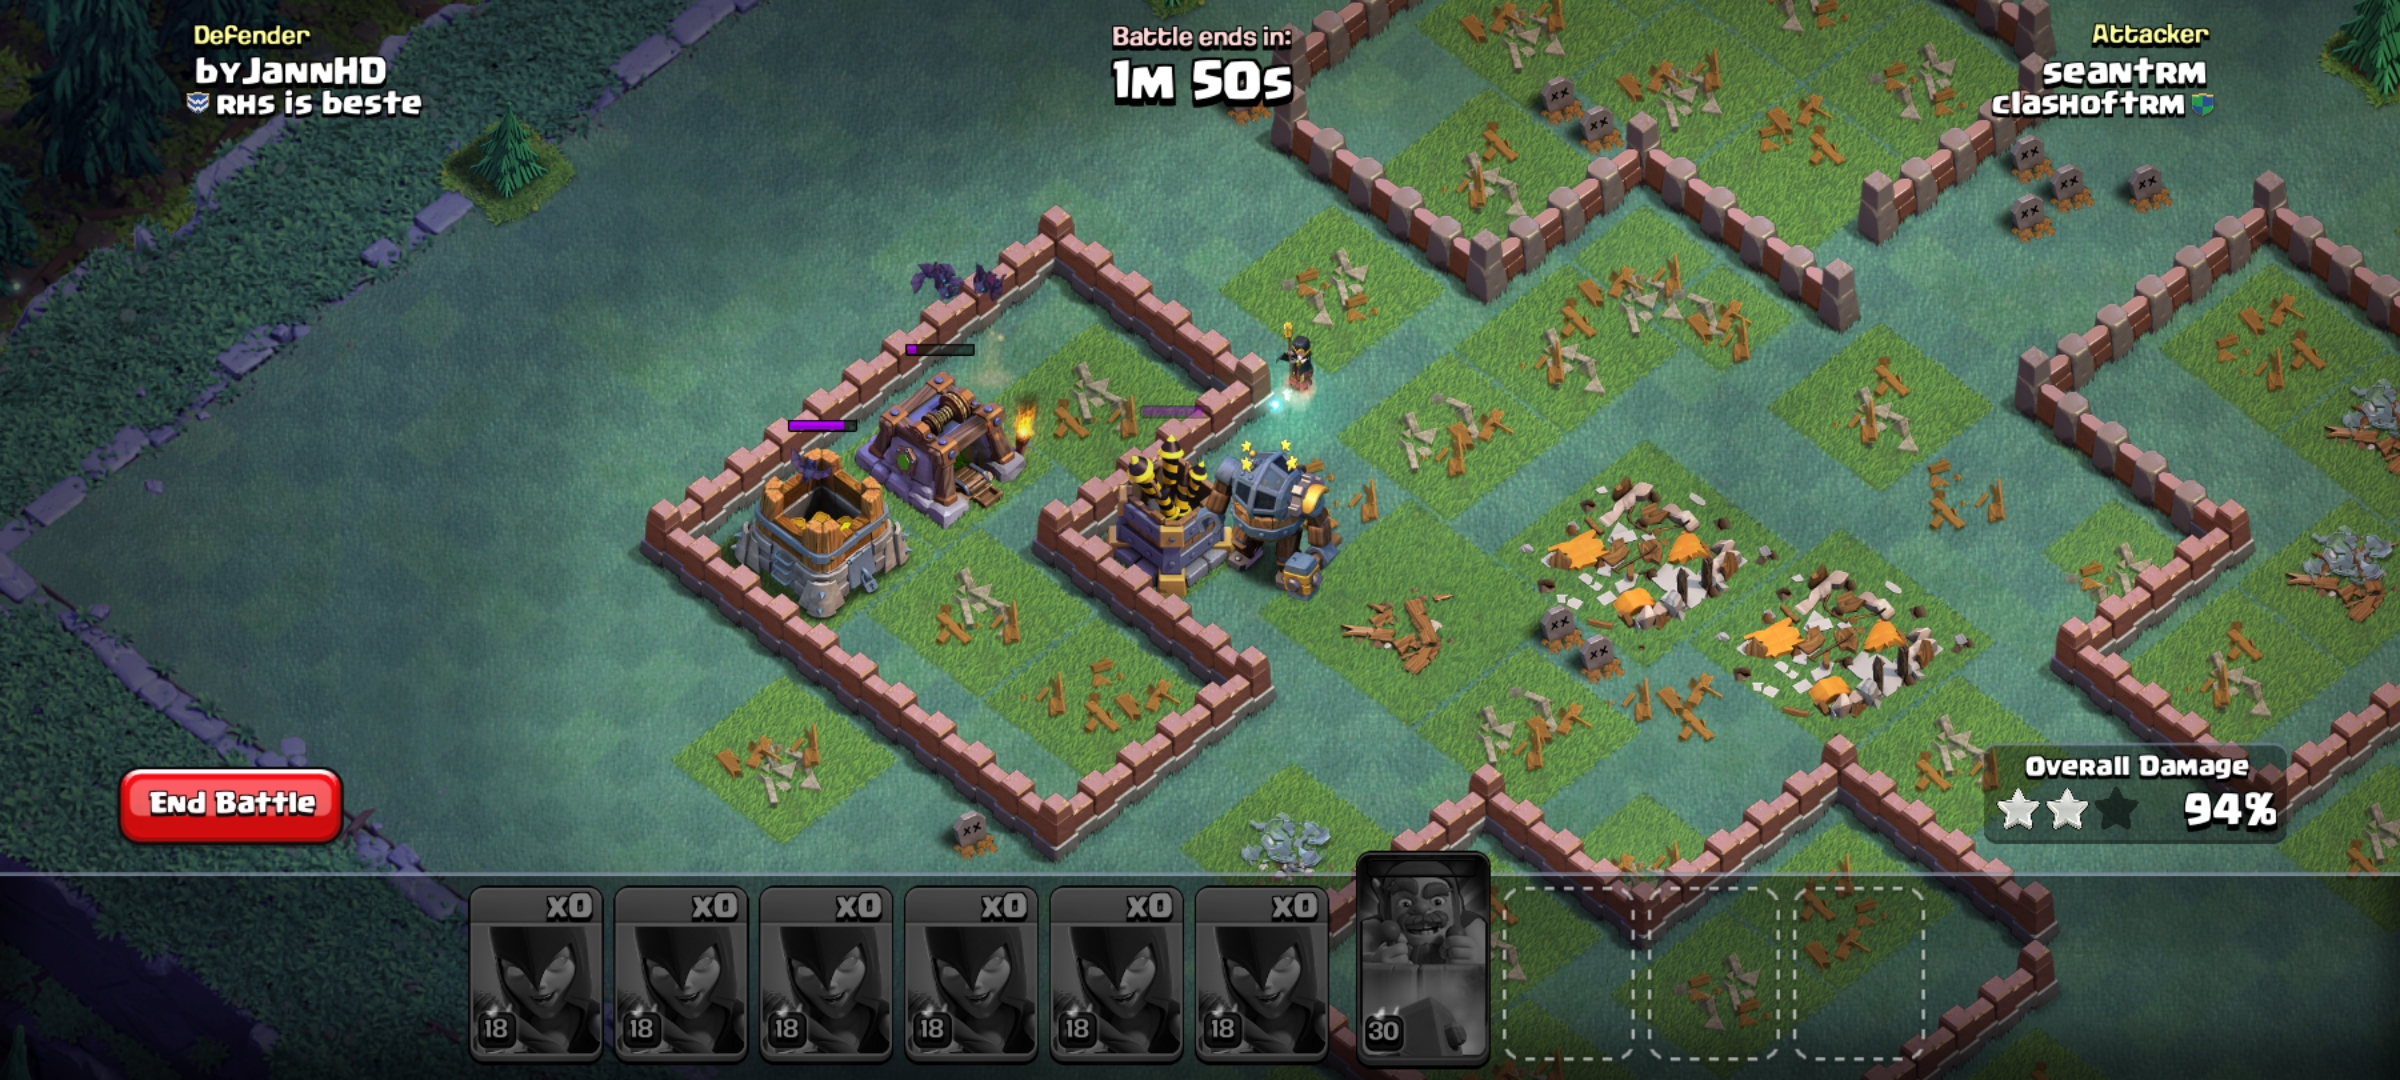 Defender
byJannHD
RHS is beste
Battle ends in:
1M 50s
Attacker
seantRM
clashoftRM
End Battle
Overall Damage
94%
x0 x0 x0 x0 x0 x0
18 18 18 18 18 18 30